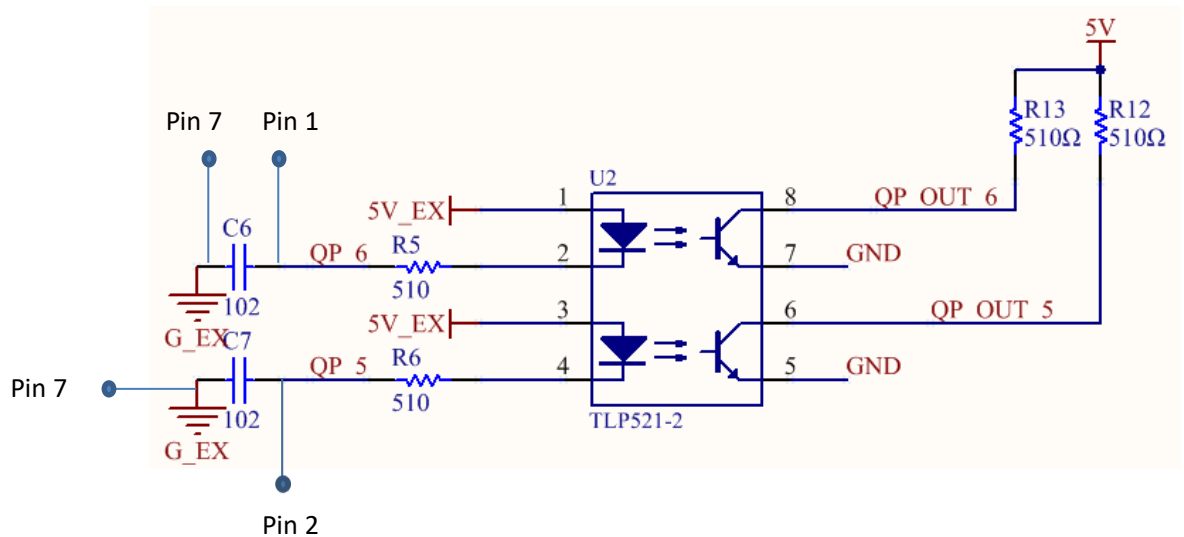 5V
R13
510Ω
R12
510Ω
Pin 7
Pin 1
U2
5V_EX
1
8
QP_OUT_6
C6
QP_6
R5
2
7
GND
102
510
G_EX
5V_EX
3
6
QP_OUT_5
C7
QP_5
R6
4
5
GND
Pin 7
102
510
TLP521-2
G_EX
Pin 2